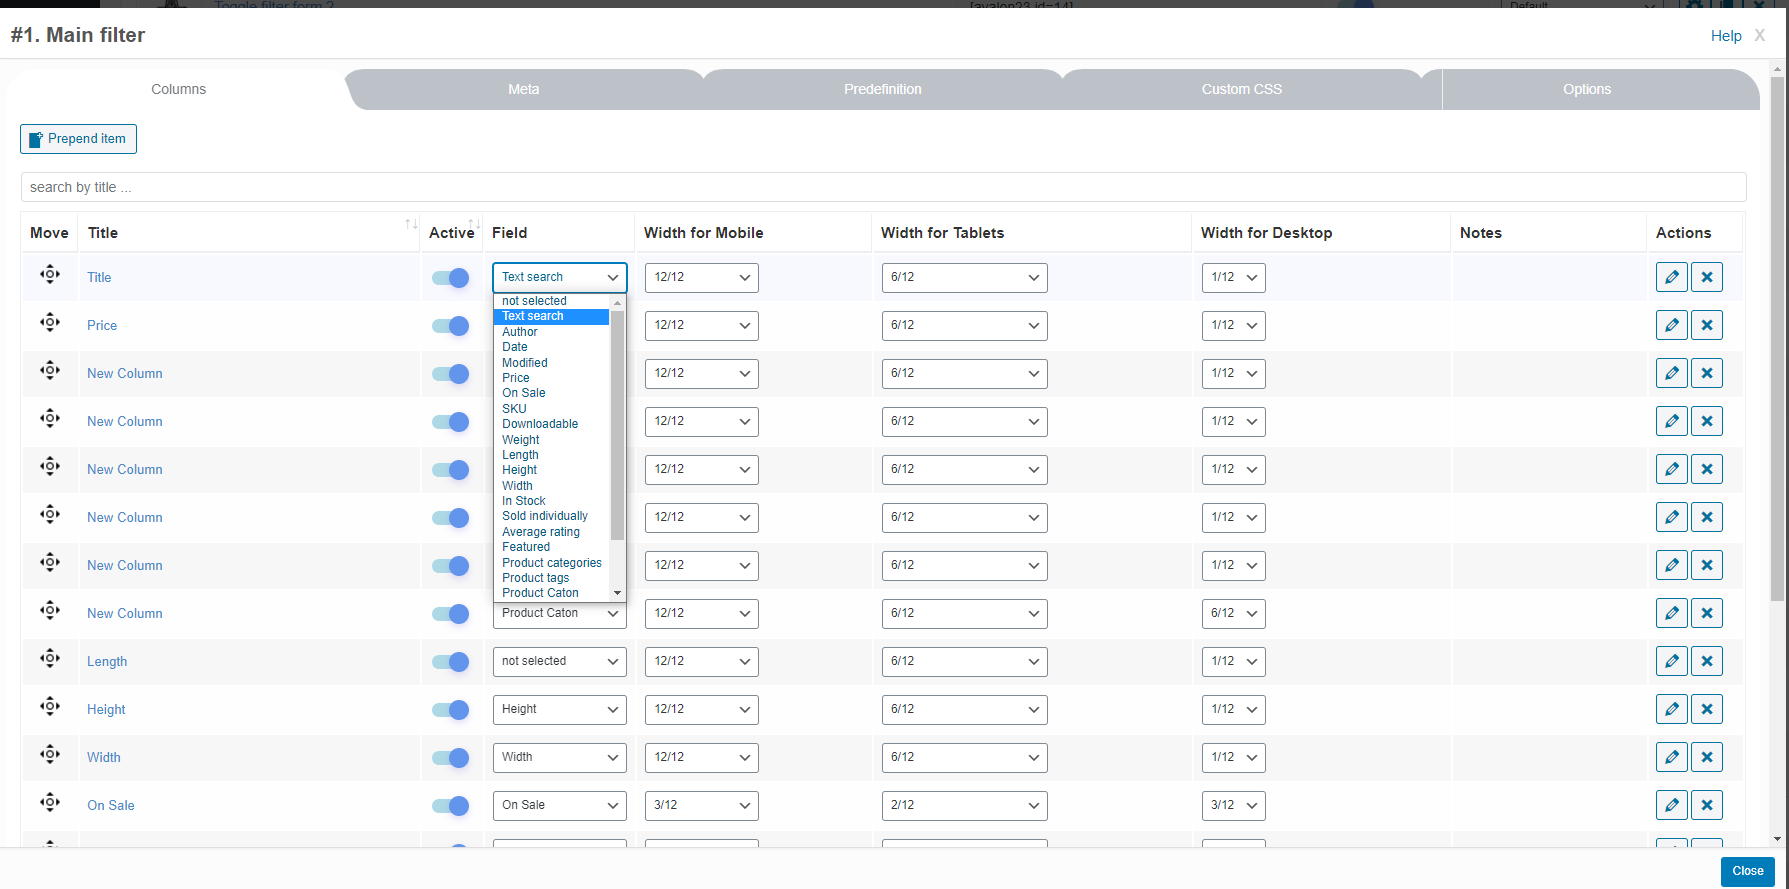 Toggle filter form 2 [avalon23 id=14] Default
#1. Main filter Help X
Columns Meta Predefinition Custom CSS Options
Prepend item
search by title ...
Move Title Active Field Width for Mobile Width for Tablets Width for Desktop Notes Actions
Title Text search 12/12 6/12 1/12
not selected
Text search
Author
Price 12/12 6/12 1/12
Date
Modified
New Column 12/12 6/12 1/12
Price
On Sale
SKU
New Column 12/12 6/12 1/12
Downloadable
Weight
Length
New Column 12/12 6/12 1/12
Height
Width
In Stock
New Column 12/12 6/12 1/12
Sold individually
Average rating
Featured
New Column 12/12 6/12 1/12
Product categories
Product tags
Product Caton
New Column Product Caton 12/12 6/12 6/12
Length not selected 12/12 6/12 1/12
Height Height 12/12 6/12 1/12
Width Width 12/12 6/12 1/12
On Sale On Sale 3/12 2/12 3/12
Close